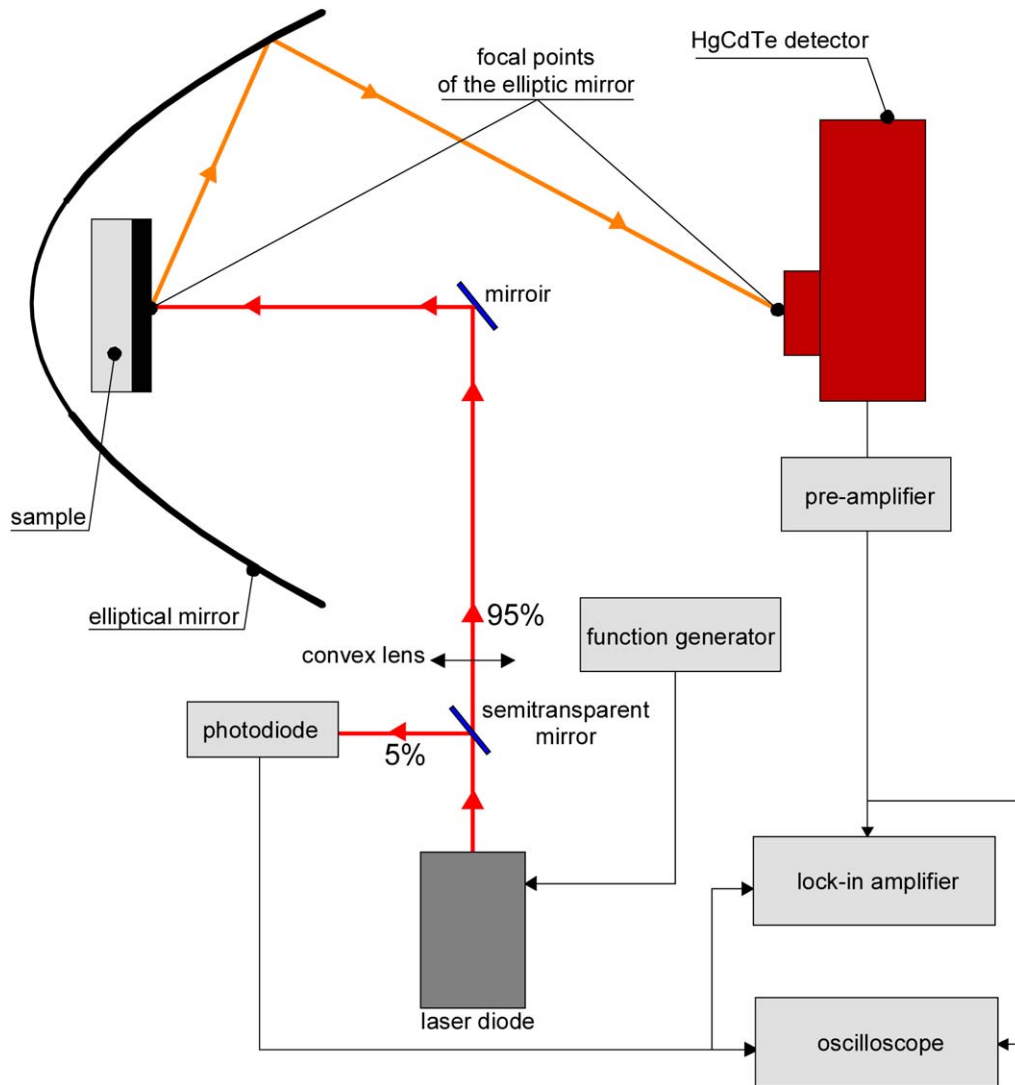 HgCdTe detector
focal points
of the elliptic mirror
mirroir
sample
pre-amplifier
elliptical mirror
95%
function generator
convex lens
semitransparent
mirror
photodiode
5%
lock-in amplifier
laser diode
oscilloscope